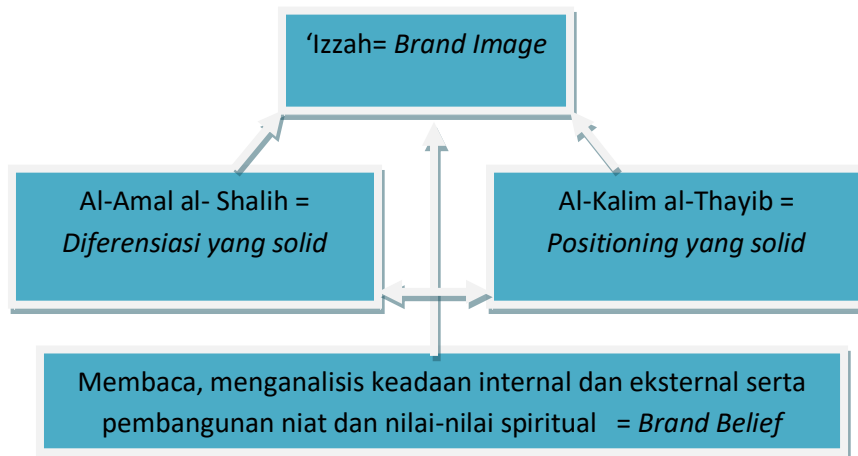 ‘Izzah= Brand Image
Al-Amal al- Shalih =
Diferensiasi yang solid
Al-Kalim al-Thayib =
Positioning yang solid
Membaca, menganalisis keadaan internal dan eksternal serta
pembangunan niat dan nilai-nilai spiritual = Brand Belief